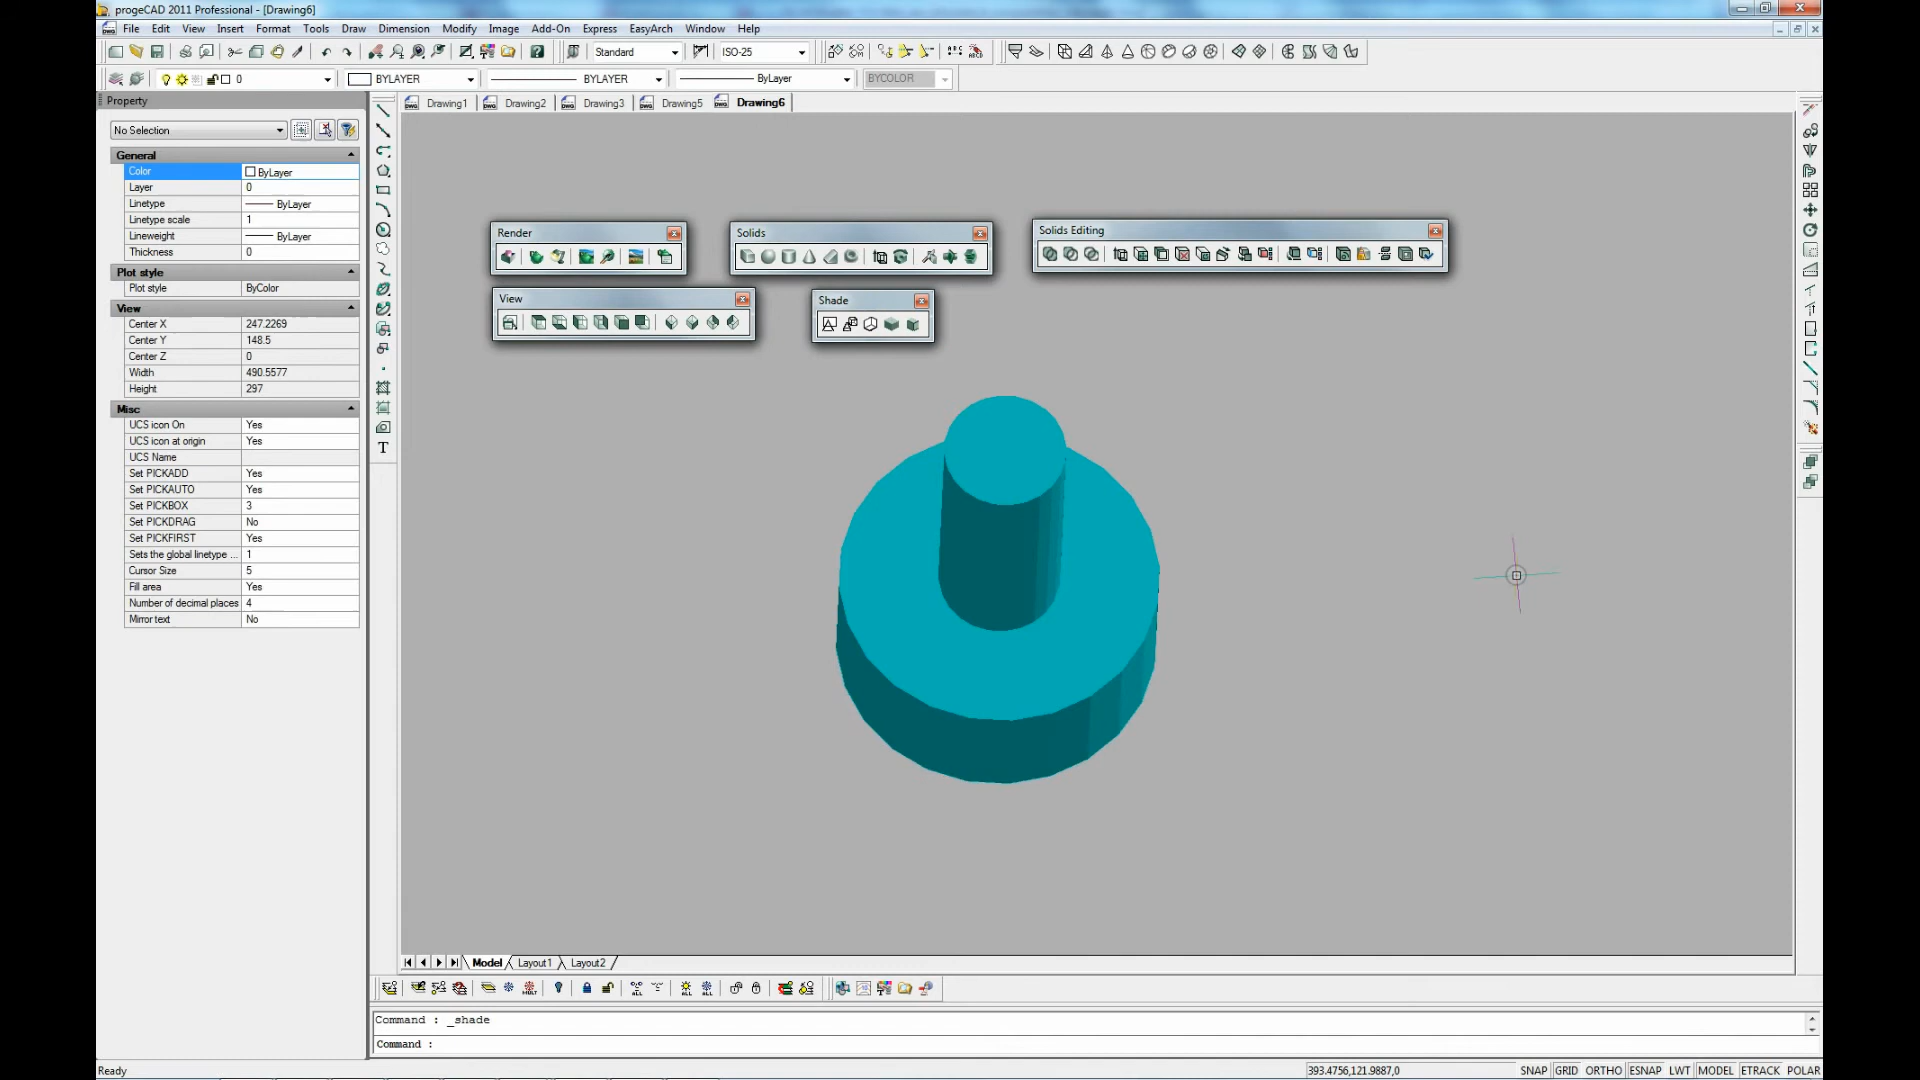 progeCAD 2011 Professional - [Drawing6]
File Edit View Insert Format Tools Draw Dimension Modify Image Add-On Express EasyArch Window Help
Standard ISO-25
0 BYLAYER BYLAYER ByLayer BYCOLOR
Property
Drawing1 Drawing2 Drawing3 Drawing5 Drawing6
No Selection
General
Color ByLayer
Layer 0
Linetype ByLayer
Linetype scale 1
Lineweight ByLayer
Thickness 0
Plot style
Plot style ByColor
View
Center X 247.2269
Center Y 148.5
Center Z 0
Width 490.5577
Height 297
Misc
UCS icon On Yes
UCS icon at origin Yes
UCS Name
Set PICKADD Yes
Set PICKAUTO Yes
Set PICKBOX 3
Set PICKDRAG No
Set PICKFIRST Yes
Sets the global linetype ... 1
Cursor Size 5
Fill area Yes
Number of decimal places 4
Mirror text No
Render
Solids
Solids Editing
View
Shade
T
Model Layout1 Layout2
Command : _shade
Command :
Ready
393.4756,121.9887,0
SNAP GRID ORTHO ESNAP LWT MODEL ETRACK POLAR